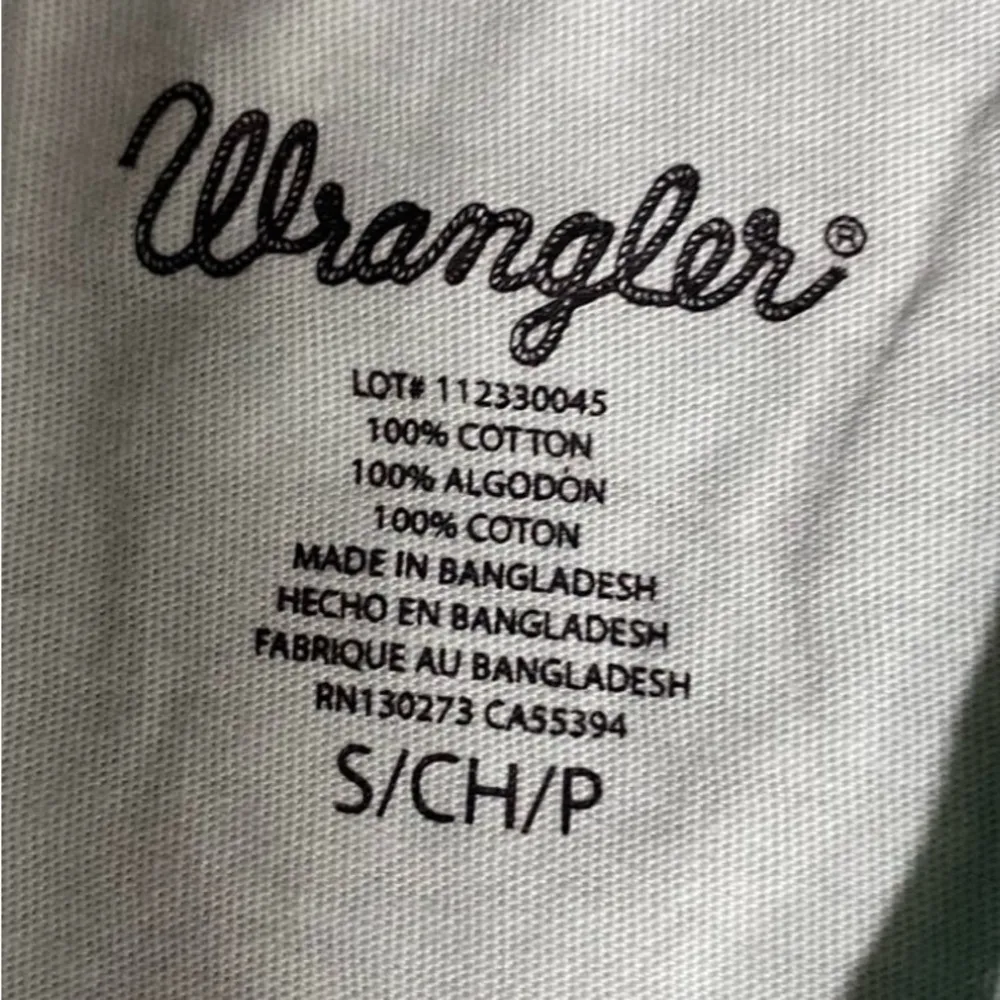 Wrangler®
LOT# 112330045
100% COTTON
100% ALGODÓN
100% COTON
MADE IN BANGLADESH
HECHO EN BANGLADESH
FABRIQUE AU BANGLADESH
RN130273 CA55394
S/CH/P